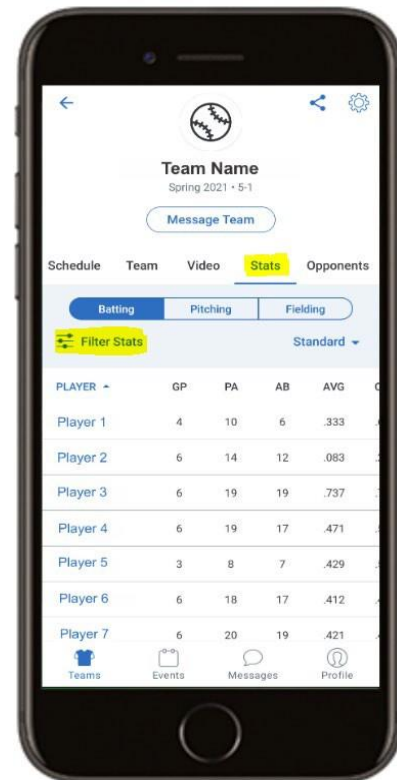 Team Name
Spring 2021 • 5-1
Message Team
Schedule Team Video Stats Opponents
Batting Pitching Fielding
Filter Stats Standard
PLAYER GP PA AB AVG
Player 1 4 10 6 .333
Player 2 6 14 12 .083
Player 3 6 19 19 .737
Player 4 6 19 17 .471
Player 5 3 8 7 .429
Player 6 6 18 17 .412
Player 7 6 20 19 .421
Teams Events Messages Profile